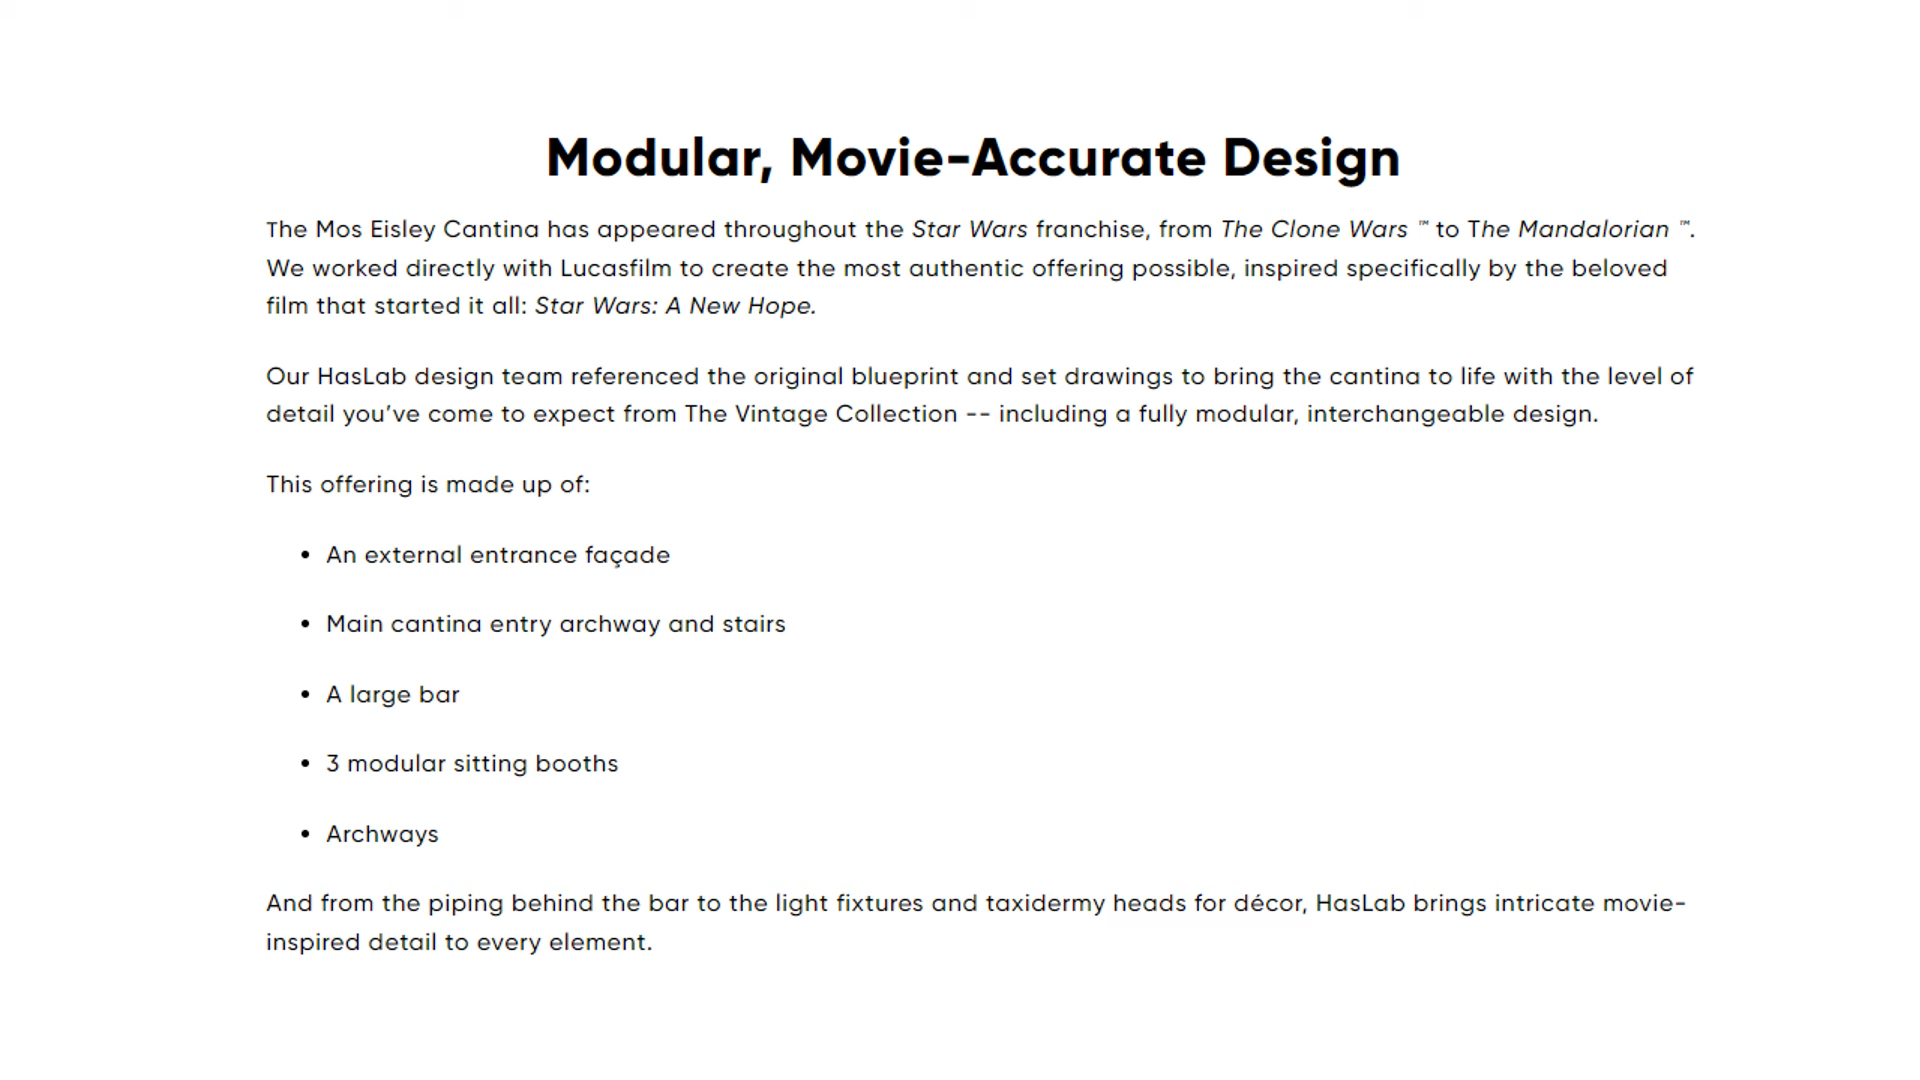 Modular, Movie-Accurate Design
The Mos Eisley Cantina has appeared throughout the Star Wars franchise, from The Clone Wars ™ to The Mandalorian ™.
We worked directly with Lucasfilm to create the most authentic offering possible, inspired specifically by the beloved
film that started it all: Star Wars: A New Hope.
Our HasLab design team referenced the original blueprint and set drawings to bring the cantina to life with the level of
detail you’ve come to expect from The Vintage Collection -- including a fully modular, interchangeable design.
This offering is made up of:
• An external entrance façade
• Main cantina entry archway and stairs
• A large bar
• 3 modular sitting booths
• Archways
And from the piping behind the bar to the light fixtures and taxidermy heads for décor, HasLab brings intricate movie-
inspired detail to every element.